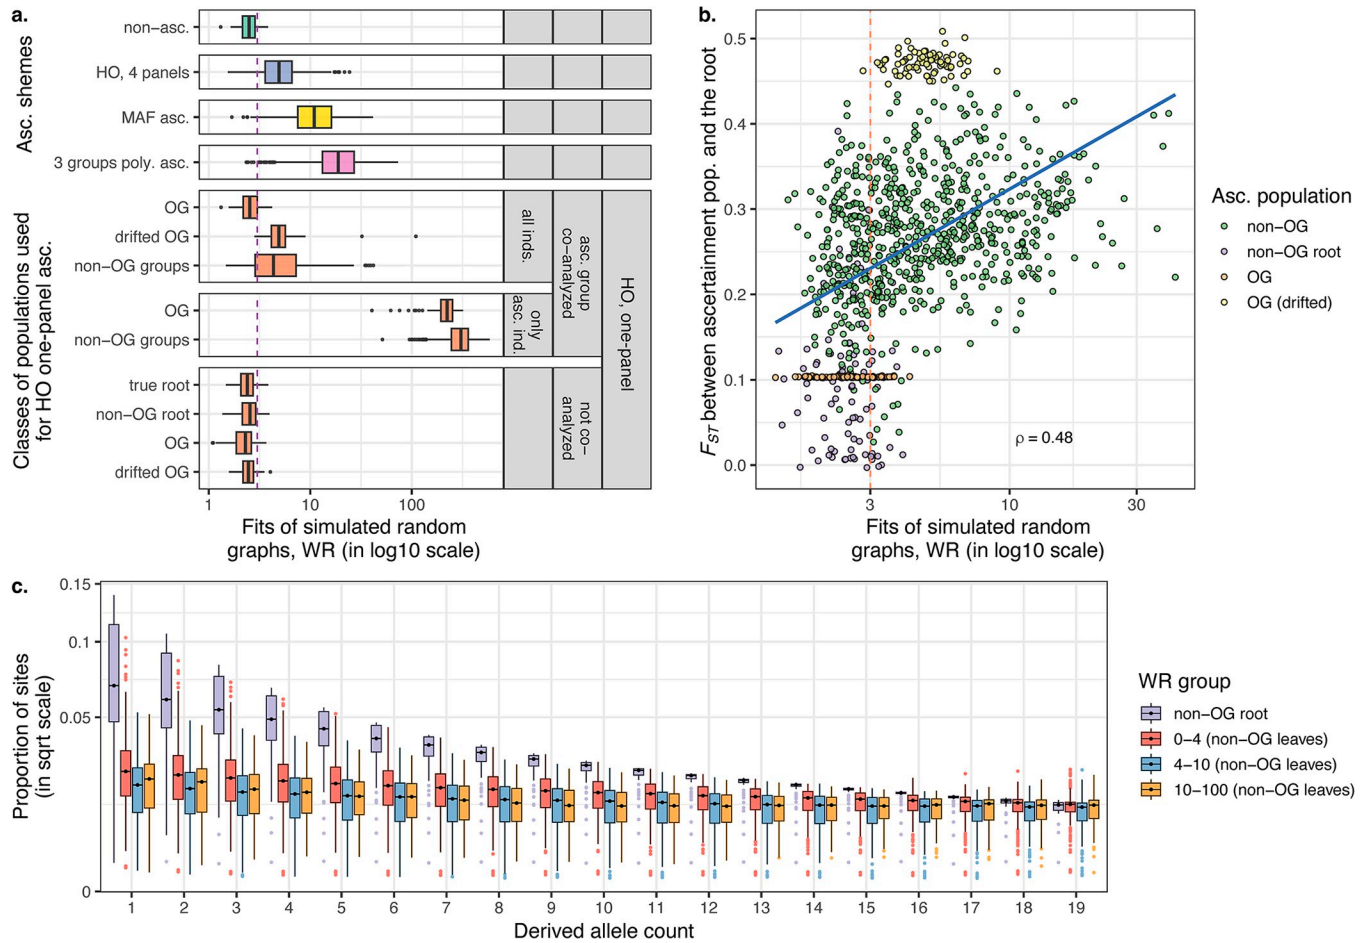 a.
Asc. shemes
non−asc.
HO, 4 panels
MAF asc.
3 groups poly. asc.
Classes of populations used
for HO one-panel asc.
OG
drifted OG
non−OG groups
OG
non−OG groups
true root
non−OG root
OG
drifted OG
all inds.
only
asc. ind.
asc. group
co−analyzed
not co−
analyzed
HO, one−panel
1
10
100
Fits of simulated random
graphs, WR (in log10 scale)
b.
FST between ascertainment pop. and the root
0.5
0.4
0.3
0.2
0.1
0.0
ρ = 0.48
3
10
30
Fits of simulated random
graphs, WR (in log10 scale)
Asc. population
non−OG
non−OG root
OG
OG (drifted)
c.
Proportion of sites
(in sqrt scale)
0.15
0.1
0.05
0
1 2 3 4 5 6 7 8 9 10 11 12 13 14 15 16 17 18 19
Derived allele count
WR group
non−OG root
0−4 (non−OG leaves)
4−10 (non−OG leaves)
10−100 (non−OG leaves)